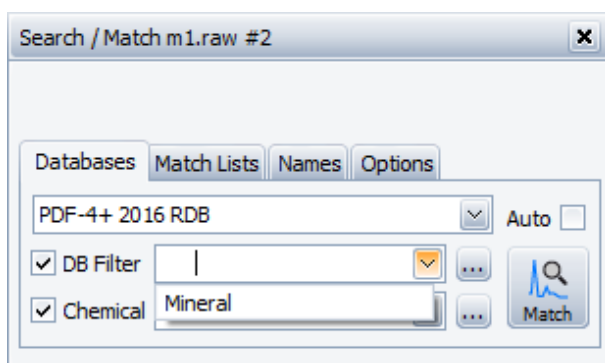 Search / Match m1.raw #2
Databases Match Lists Names Options
PDF-4+ 2016 RDB Auto
DB Filter ...
Mineral
Chemical ... Match